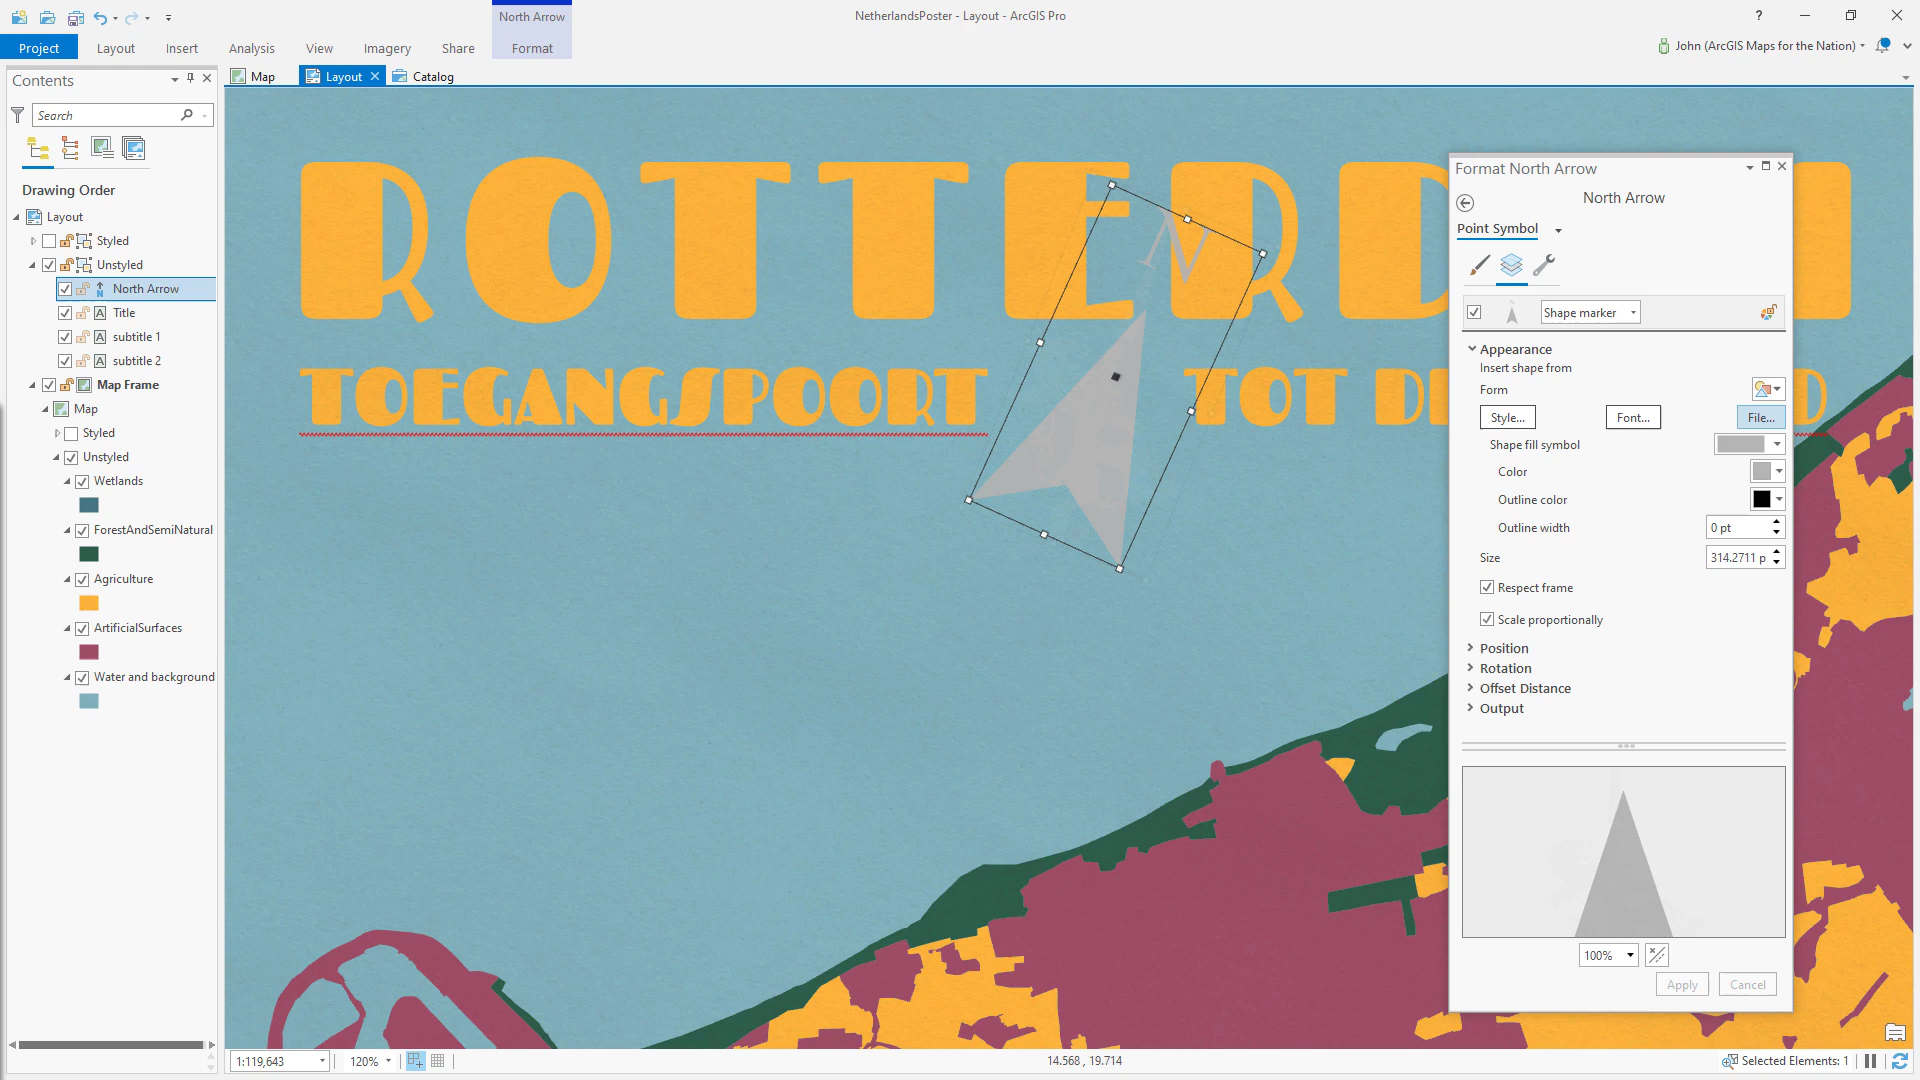 North Arrow
NetherlandsPoster - Layout - ArcGIS Pro
?
Project
Layout
Insert
Analysis
View
Imagery
Share
Format
John (ArcGIS Maps for the Nation)
Contents
Map
Layout
Catalog
Search
Drawing Order
Layout
Styled
Unstyled
North Arrow
Title
subtitle 1
subtitle 2
Map Frame
Map
Styled
Unstyled
Wetlands
ForestAndSemiNatural
Agriculture
ArtificialSurfaces
Water and background
ROTTERD
TOEGANGSPOORT TOT DE
N
Format North Arrow
North Arrow
Point Symbol
Shape marker
Appearance
Insert shape from
Form
Style...
Font...
File...
Shape fill symbol
Color
Outline color
Outline width
0 pt
Size
314.2711 p
Respect frame
Scale proportionally
Position
Rotation
Offset Distance
Output
100%
Apply
Cancel
1:119,643
120%
14.568 , 19.714
Selected Elements: 1